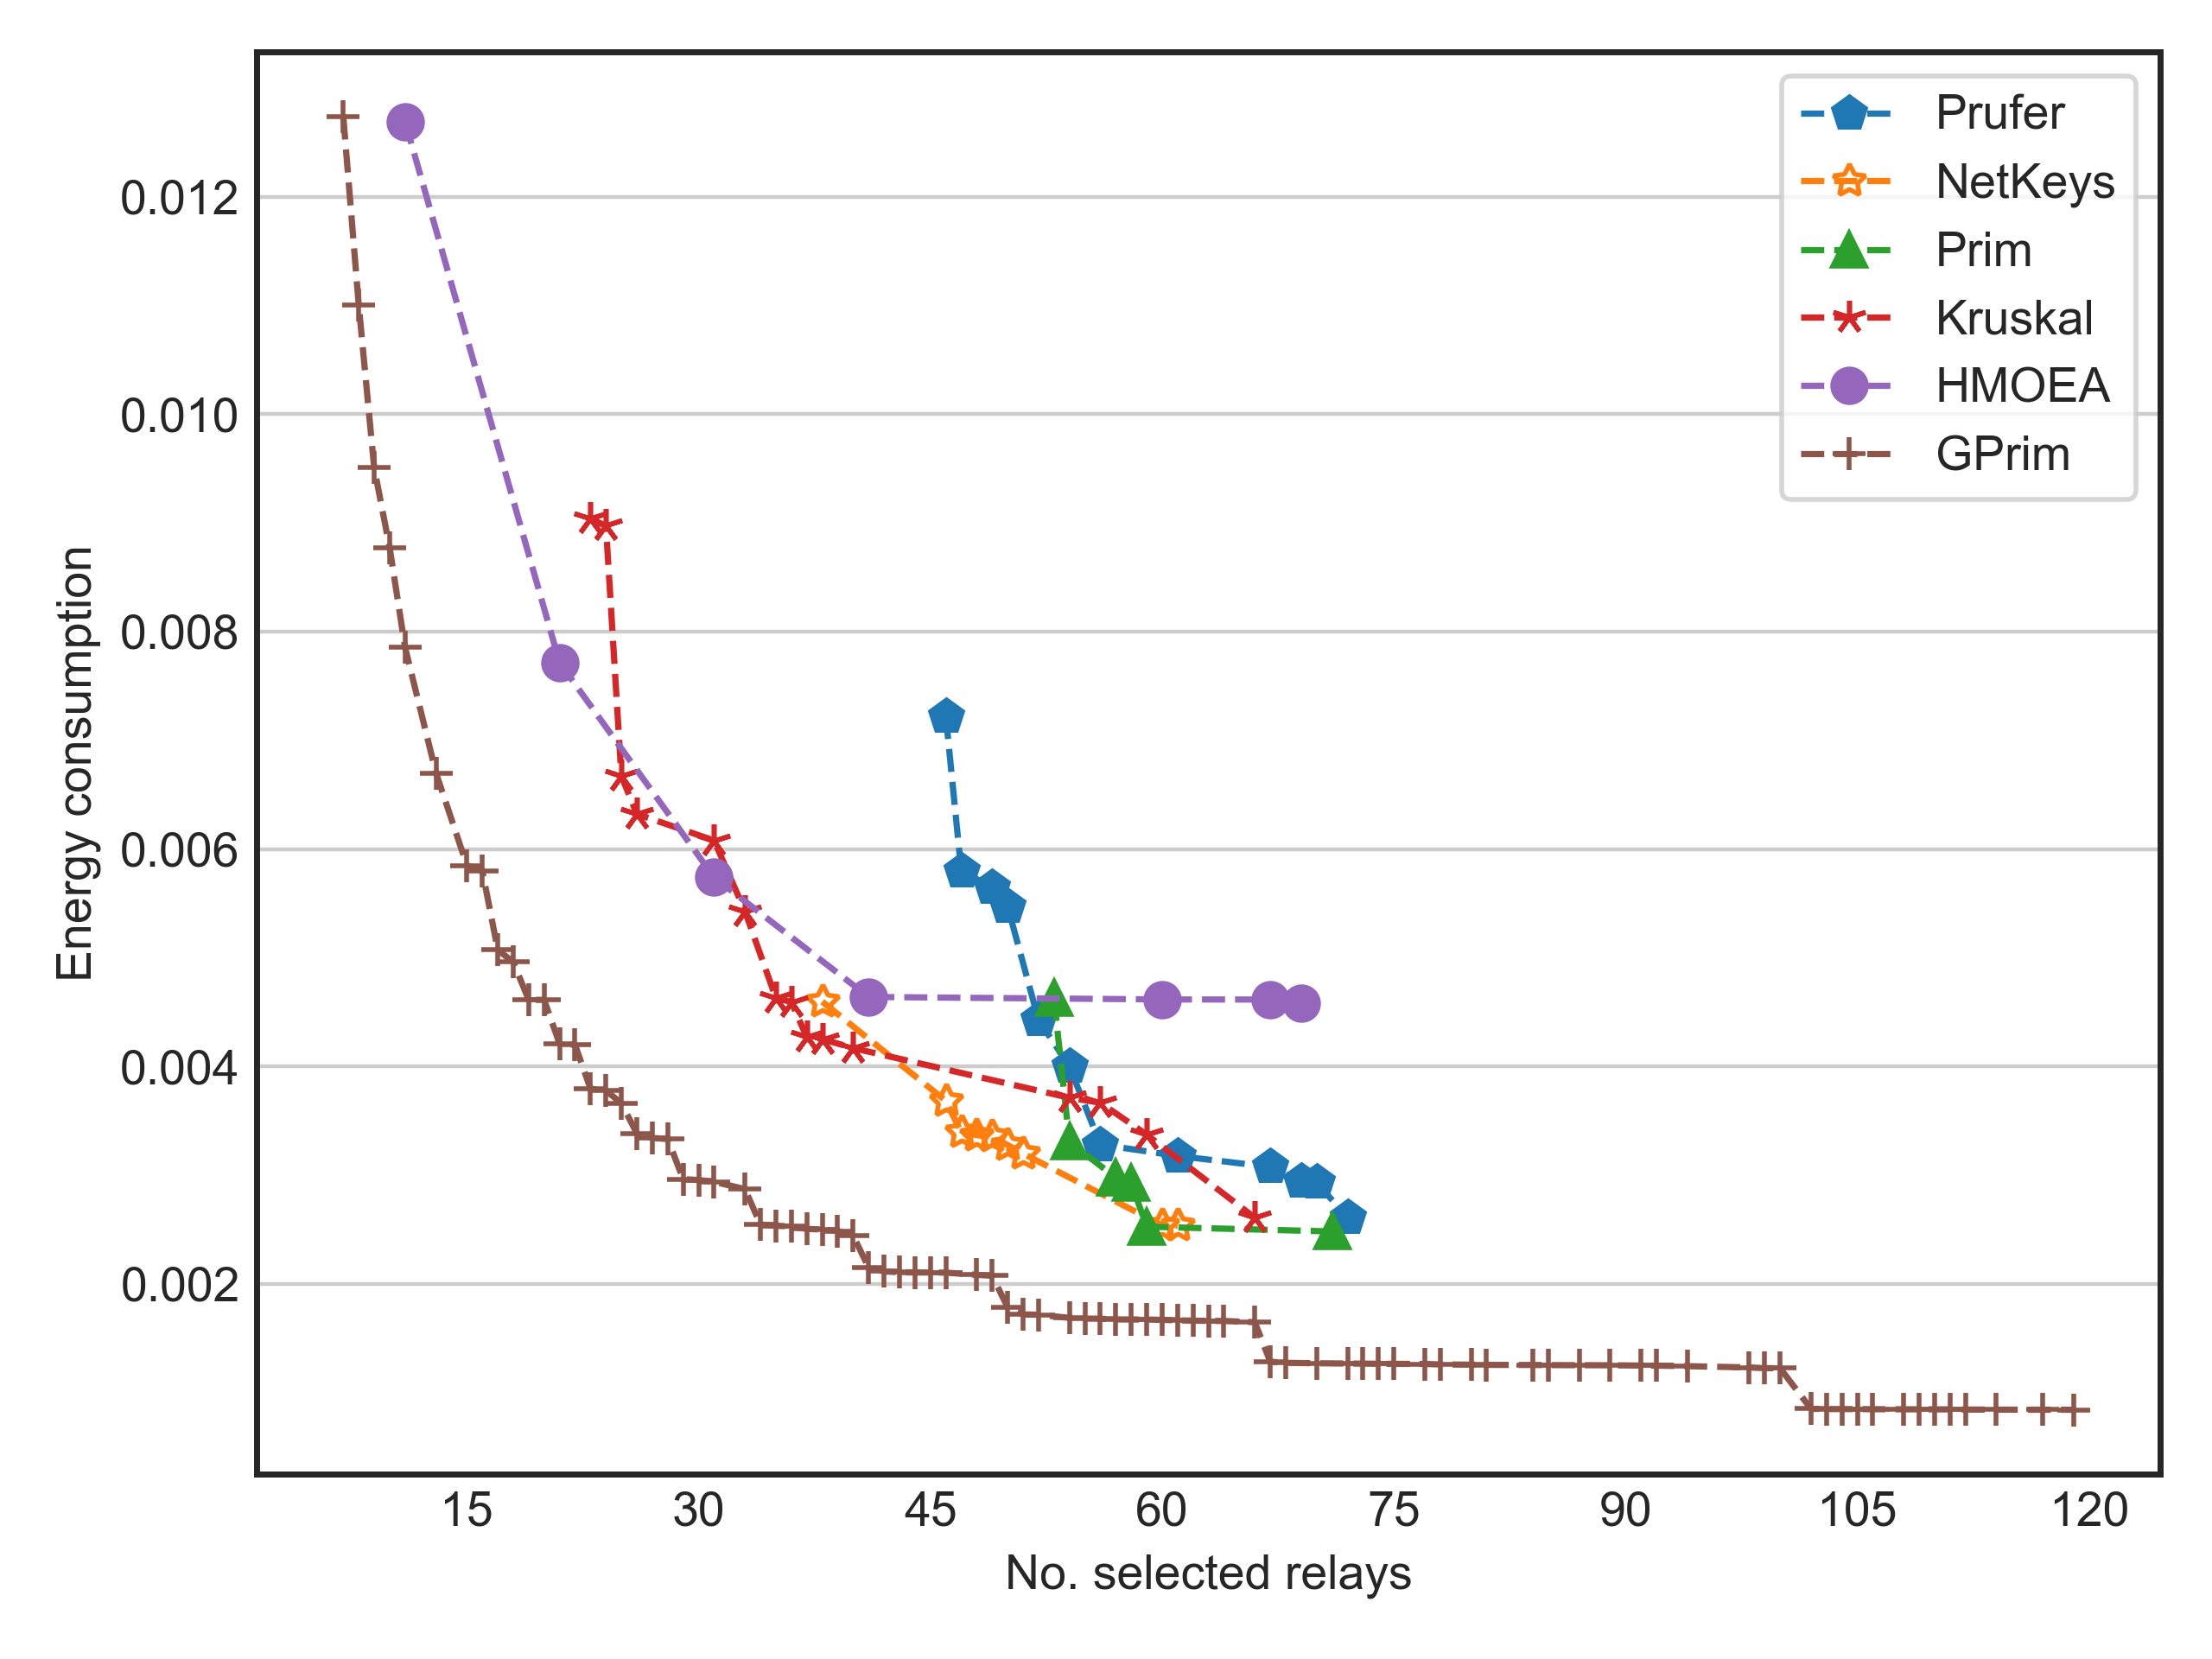 Prufer
NetKeys
Prim
Kruskal
HMOEA
GPrim
Energy consumption
0.012
0.010
0.008
0.006
0.004
0.002
15 30 45 60 75 90 105 120
No. selected relays